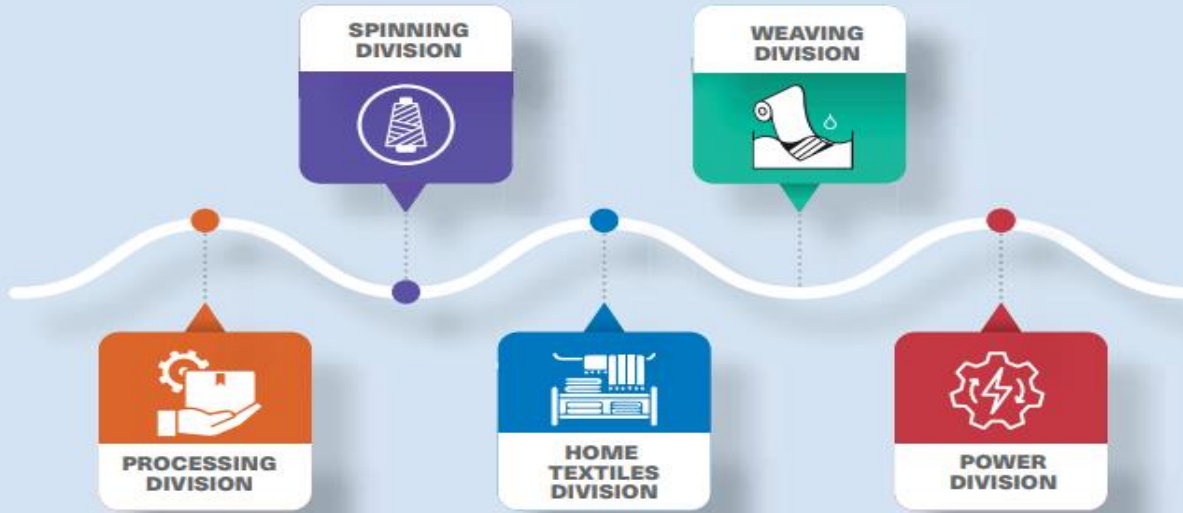 SPINNING
DIVISION
WEAVING
DIVISION
PROCESSING
DIVISION
HOME
TEXTILES
DIVISION
POWER
DIVISION